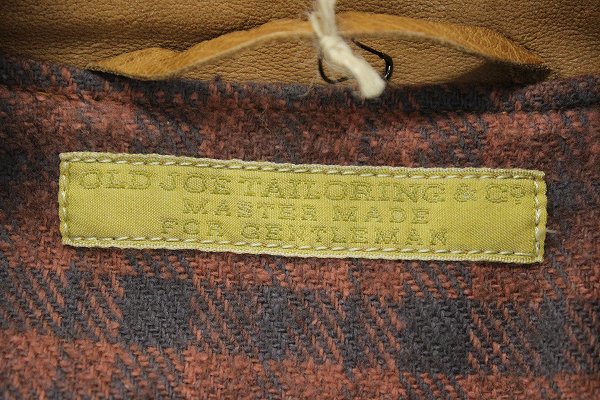 OLD JOE TAILORING & Co.
MASTER MADE
FOR GENTLEMAN